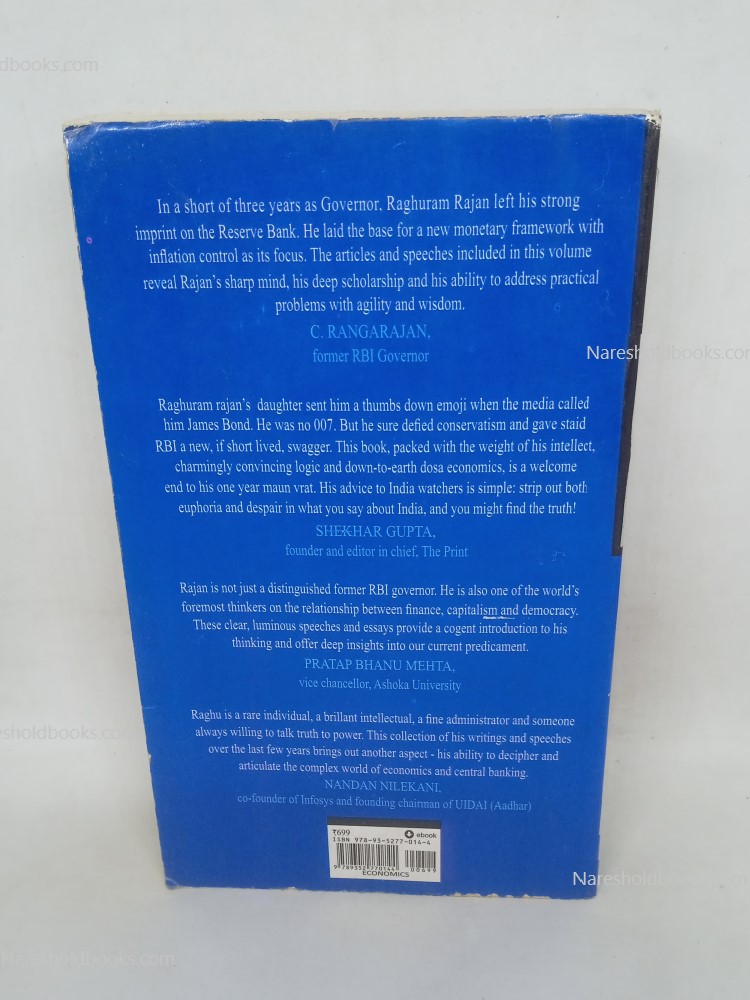 Nareshholdbooks.com
In a short of three years as Governor, Raghuram Rajan left his strong
imprint on the Reserve Bank. He laid the base for a new monetary framework with
inflation control as its focus. The articles and speeches included in this volume
reveal Rajan's sharp mind, his deep scholarship and his ability to address practical
problems with agility and wisdom.
C. RANGARAJAN,
former RBI Governor
Raghuram rajan's daughter sent him a thumbs down emoji when the media called
him James Bond. He was no 007. But he sure defied conservatism and gave staid
RBI a new, if short lived, swagger. This book, packed with the weight of his intellect,
charmingly convincing logic and down-to-earth dosa economics, is a welcome
end to his one year maun vrat. His advice to India watchers is simple: strip out both
euphoria and despair in what you say about India, and you might find the truth!
SHEKHAR GUPTA,
founder and editor in chief, The Print
Rajan is not just a distinguished former RBI governor. He is also one of the world's
foremost thinkers on the relationship between finance, capitalism and democracy.
These clear, luminous speeches and essays provide a cogent introduction to his
thinking and offer deep insights into our current predicament.
PRATAP BHANU MEHTA,
vice chancellor, Ashoka University
Raghu is a rare individual, a brillant intellectual, a fine administrator and someone
always willing to talk truth to power. This collection of his writings and speeches
over the last few years brings out another aspect - his ability to decipher and
articulate the complex world of economics and central banking.
NANDAN NILEKANI,
co-founder of Infosys and founding chairman of UIDAI (Aadhar)
₹699
ebook
ISBN 978-93-5277-014-4
9 789352 770144
00699
ECONOMICS
Naresholdbooks.com
Naresholdbooks.com